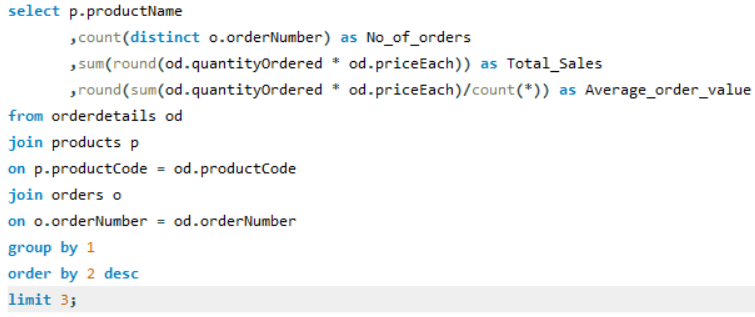 select p.productName
,count(distinct o.orderNumber) as No_of_orders
,sum(round(od.quantityOrdered * od.priceEach)) as Total_Sales
,round(sum(od.quantityOrdered * od.priceEach)/count(*)) as Average_order_value
from orderdetails od
join products p
on p.productCode = od.productCode
join orders o
on o.orderNumber = od.orderNumber
group by 1
order by 2 desc
limit 3;